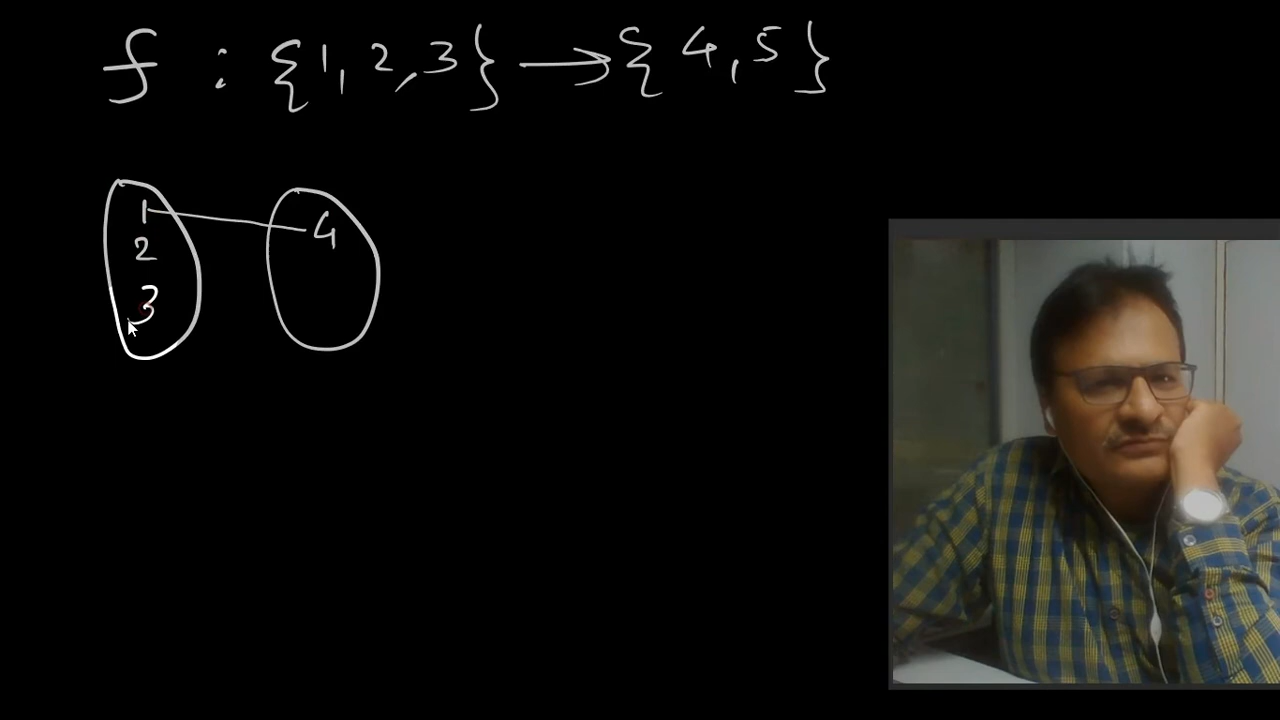 f : {1, 2, 3} → {4, 5}
1 4
2
3